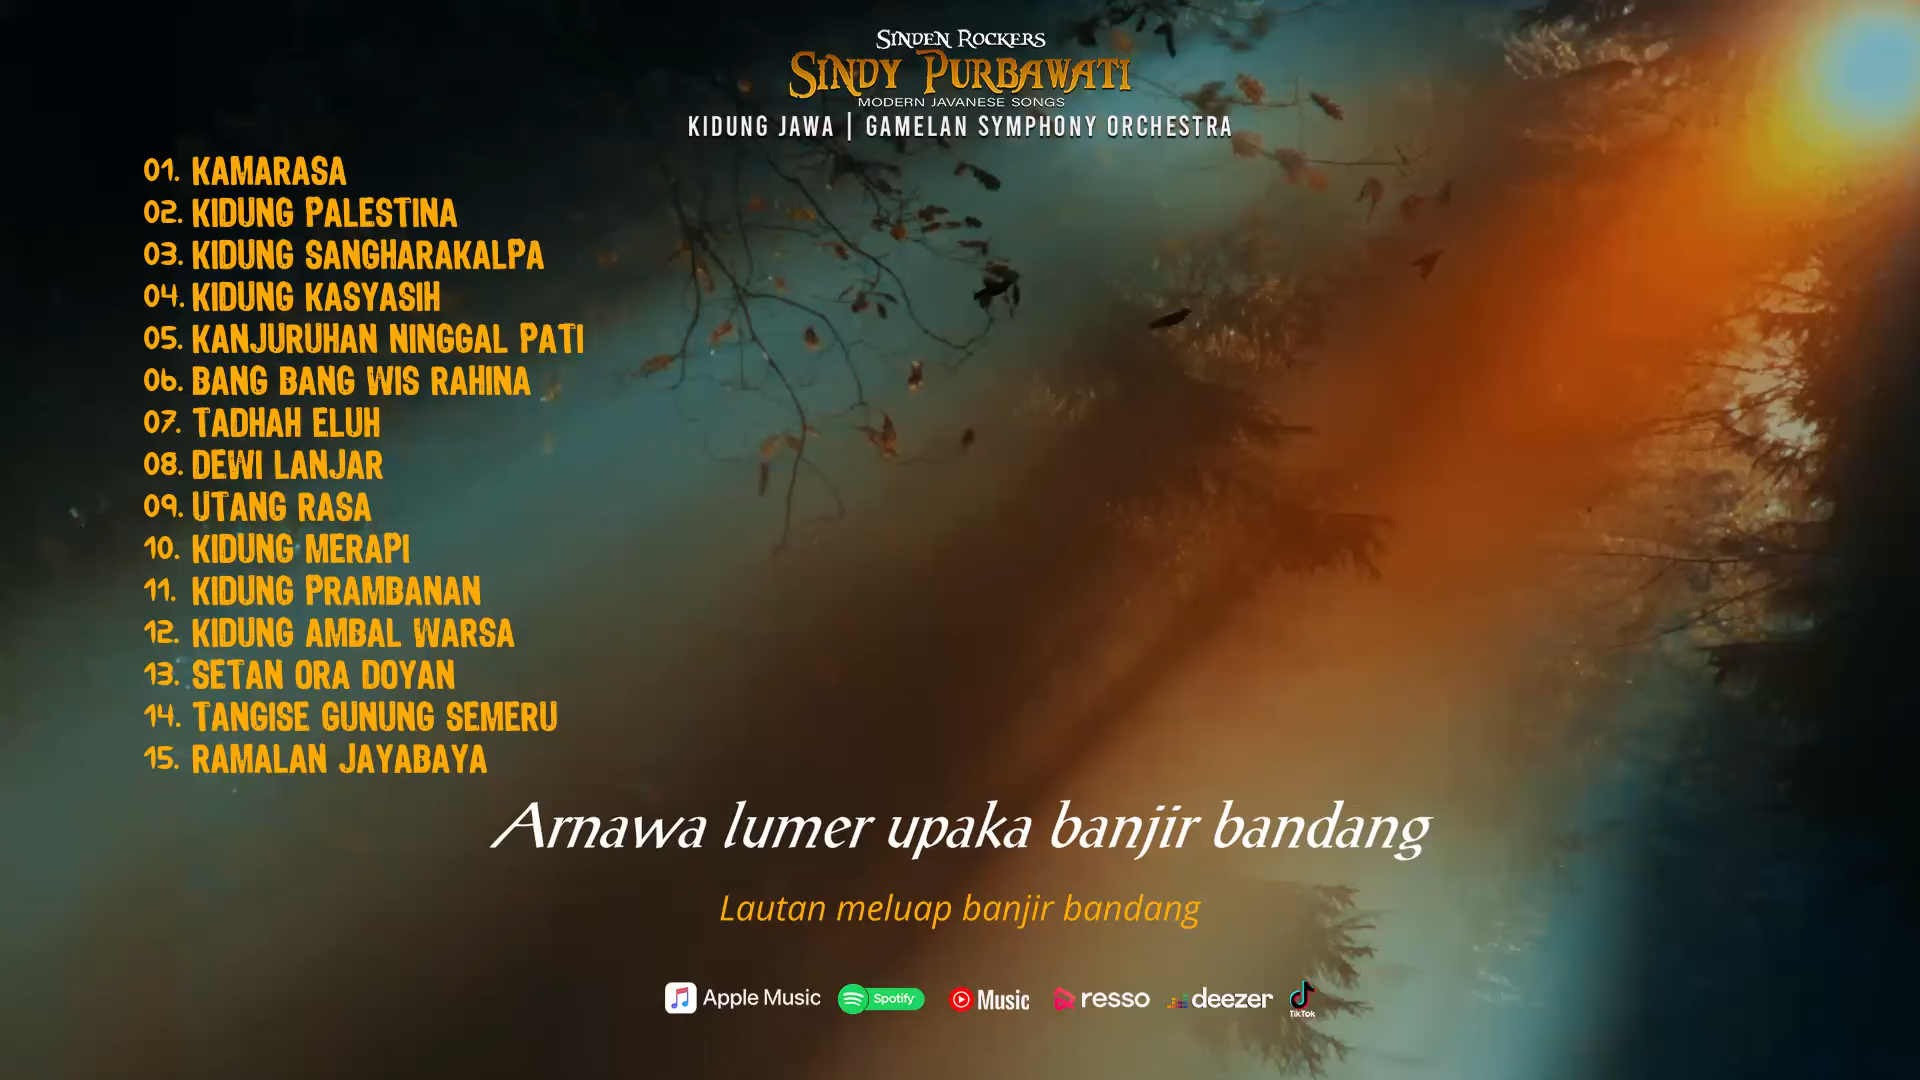 SINDEN ROCKERS
SINDY PURBAWATI
MODERN JAVANESE SONGS
KIDUNG JAWA | GAMELAN SYMPHONY ORCHESTRA
01. KAMARASA
02. KIDUNG PALESTINA
03. KIDUNG SANGHARAKALPA
04. KIDUNG KASYASIH
05. KANJURUHAN NINGGAL PATI
06. BANG BANG WIS RAHINA
07. TADHAH ELUH
08. DEWI LANJAR
09. UTANG RASA
10. KIDUNG MERAPI
11. KIDUNG PRAMBANAN
12. KIDUNG AMBAL WARSA
13. SETAN ORA DOYAN
14. TANGISE GUNUNG SEMERU
15. RAMALAN JAYABAYA
Arnawa lumer upaka banjir bandang
Lautan meluap banjir bandang
Apple Music Spotify Music resso deezer TikTok